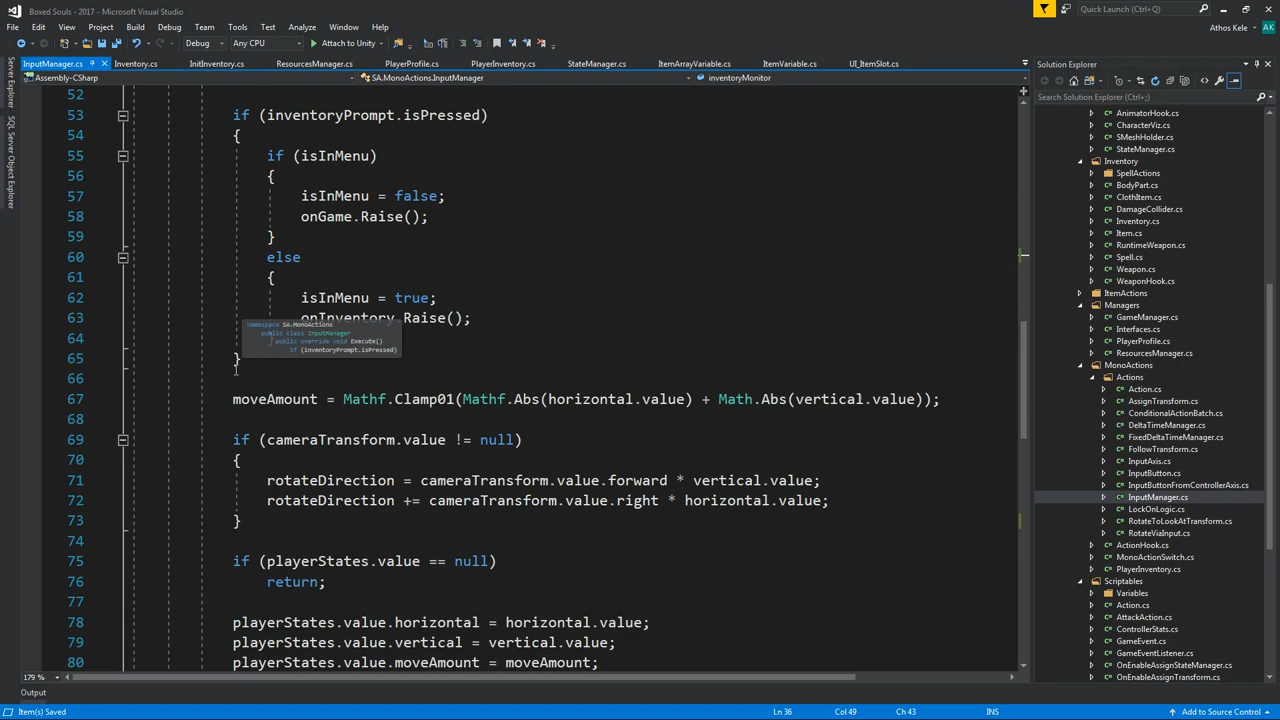 Boxed Souls - 2017 - Microsoft Visual Studio
Quick Launch (Ctrl+;)
File Edit View Project Build Debug Team Tools Test Analyze Window Help
Athos Kele AK
Debug Any CPU Attach to Unity
InputManager.cs Inventory.cs InitInventory.cs ResourcesManager.cs PlayerProfile.cs PlayerInventory.cs StateManager.cs ItemArrayVariable.cs ItemVariable.cs UI_ItemSlot.cs
Assembly-CSharp SA.MonoActions.InputManager inventoryMonitor
Server Explorer
SQL Server Object Explorer
52
53 if (inventoryPrompt.isPressed)
54 {
55 if (isInMenu)
56 {
57 isInMenu = false;
58 onGame.Raise();
59 }
60 else
61 {
62 isInMenu = true;
63 onInventory.Raise();
64
65 }
66
67 moveAmount = Mathf.Clamp01(Mathf.Abs(horizontal.value) + Math.Abs(vertical.value));
68
69 if (cameraTransform.value != null)
70 {
71 rotateDirection = cameraTransform.value.forward * vertical.value;
72 rotateDirection += cameraTransform.value.right * horizontal.value;
73 }
74
75 if (playerStates.value == null)
76 return;
77
78 playerStates.value.horizontal = horizontal.value;
79 playerStates.value.vertical = vertical.value;
80 playerStates.value.moveAmount = moveAmount;
namespace SA.MonoActions
public class InputManager
public override void Execute()
if (inventoryPrompt.isPressed)
Solution Explorer
Search Solution Explorer (Ctrl+;)
AnimatorHook.cs
CharacterViz.cs
SMeshHolder.cs
StateManager.cs
Inventory
SpellActions
BodyPart.cs
ClothItem.cs
DamageCollider.cs
Inventory.cs
Item.cs
RuntimeWeapon.cs
Spell.cs
Weapon.cs
WeaponHook.cs
ItemActions
Managers
GameManager.cs
Interfaces.cs
PlayerProfile.cs
ResourcesManager.cs
MonoActions
Actions
Action.cs
AssignTransform.cs
ConditionalActionBatch.cs
DeltaTimeManager.cs
FixedDeltaTimeManager.cs
FollowTransform.cs
InputAxis.cs
InputButton.cs
InputButtonFromControllerAxis.cs
InputManager.cs
LockOnLogic.cs
RotateToLookAtTransform.cs
RotateViaInput.cs
ActionHook.cs
MonoActionSwitch.cs
PlayerInventory.cs
Scriptables
Variables
Action.cs
AttackAction.cs
ControllerStats.cs
GameEvent.cs
GameEventListener.cs
OnEnableAssignStateManager.cs
OnEnableAssignTransform.cs
179 %
Output
Item(s) Saved Ln 36 Col 49 Ch 43 INS Add to Source Control